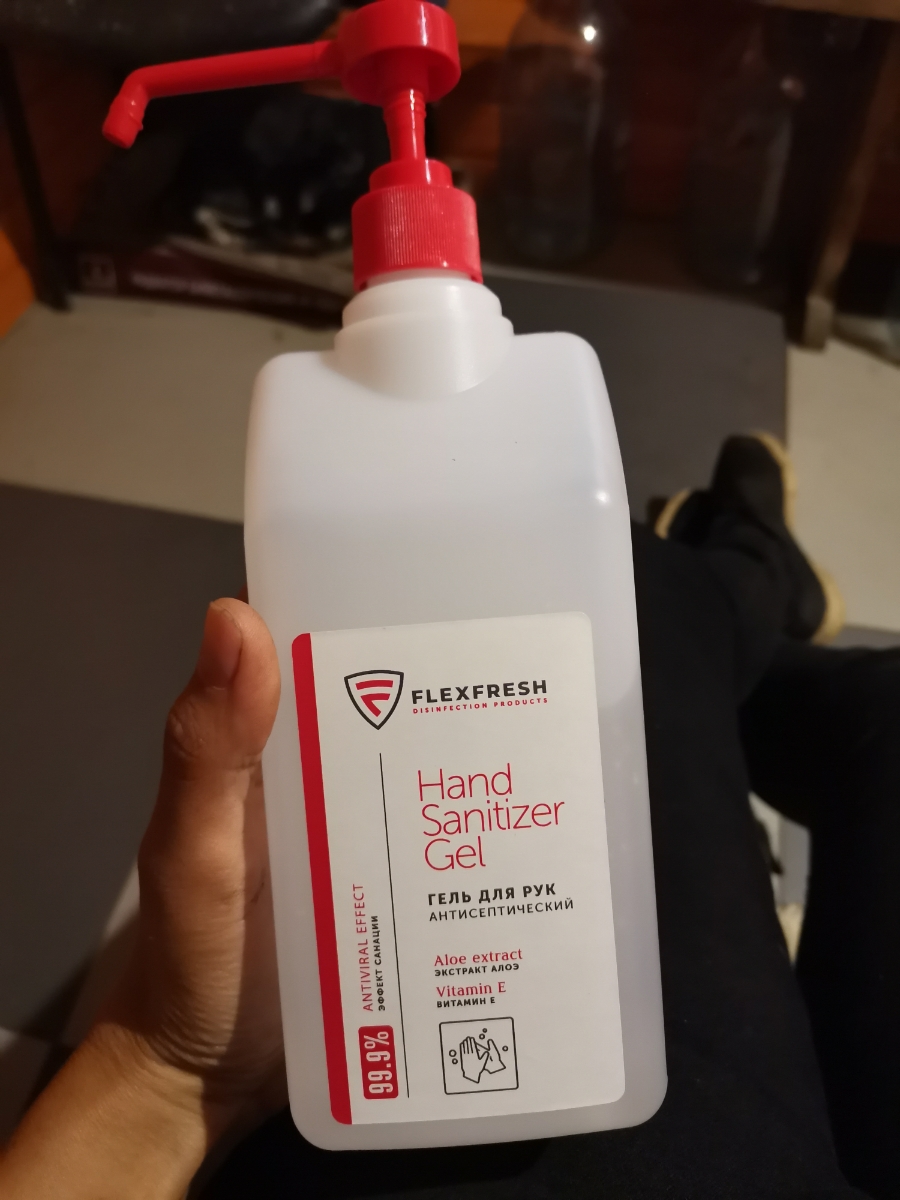 FLEXFRESH
DISINFECTION PRODUCTS
Hand
Sanitizer
Gel
ГЕЛЬ ДЛЯ РУК
АНТИСЕПТИЧЕСКИЙ
Aloe extract
ЭКСТРАКТ АЛОЭ
Vitamin E
ВИТАМИН Е
99.9%
ANTIVIRAL EFFECT
ЭФФЕКТ САНАЦИИ